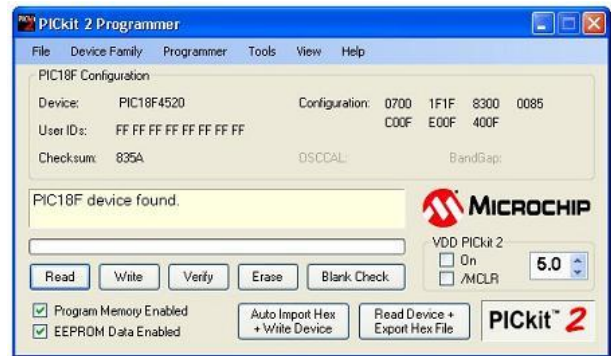 PICkit 2 Programmer
File Device Family Programmer Tools View Help
PIC18F Configuration
Device: PIC18F4520 Configuration: 0700 1F1F 8300 0085
User IDs: FF FF FF FF FF FF FF FF C00F E00F 400F
Checksum: 835A OSCCAL: BandGap:
PIC18F device found.
MICROCHIP
VDD PICkit 2
On
/MCLR
5.0
Read Write Verify Erase Blank Check
Program Memory Enabled
EEPROM Data Enabled
Auto Import Hex
+ Write Device
Read Device +
Export Hex File
PICkit™ 2